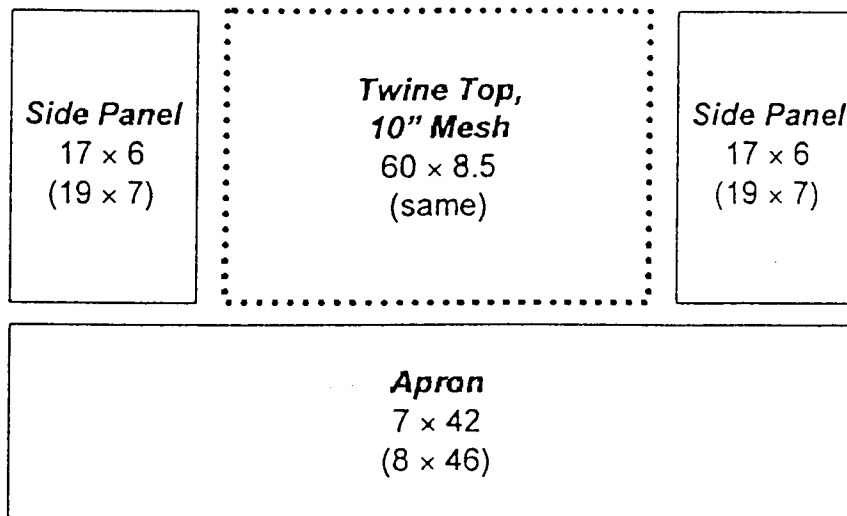 Side Panel
17 × 6
(19 × 7)
Twine Top,
10" Mesh
60 × 8.5
(same)
Side Panel
17 × 6
(19 × 7)
Apron
7 × 42
(8 × 46)